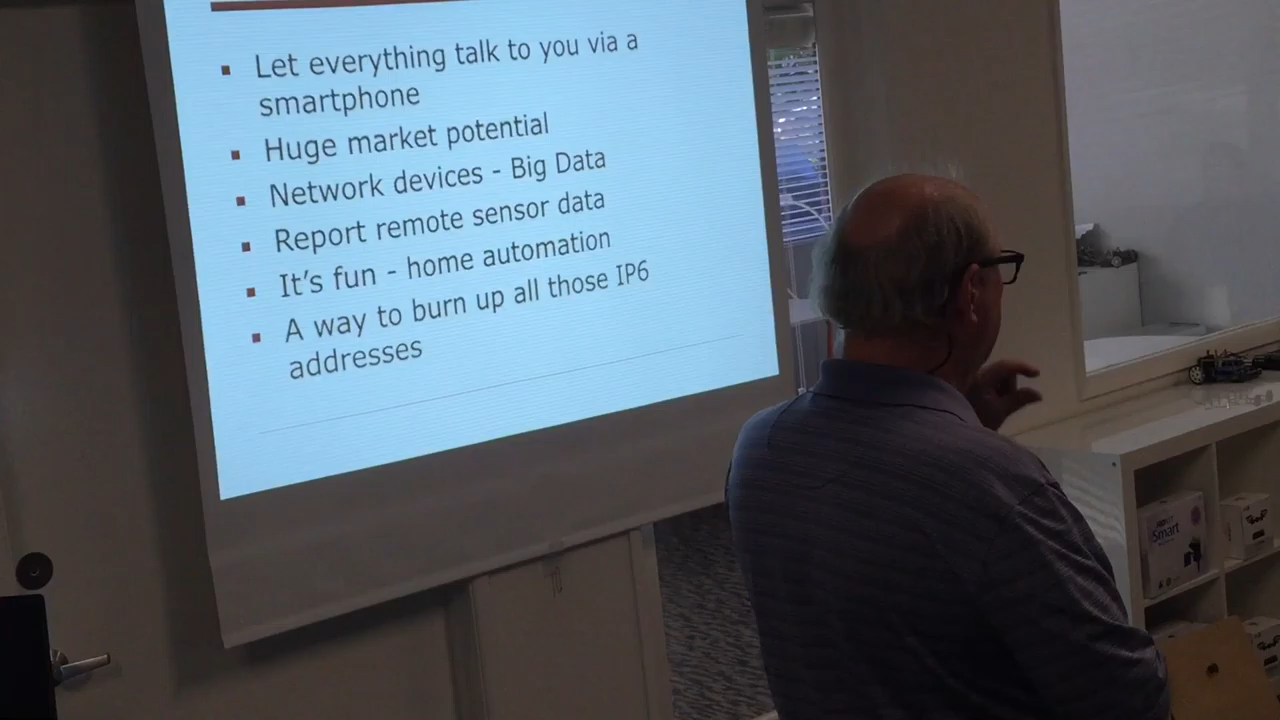 Let everything talk to you via a
smartphone
Huge market potential
Network devices - Big Data
Report remote sensor data
It's fun - home automation
A way to burn up all those IP6
addresses
Smart